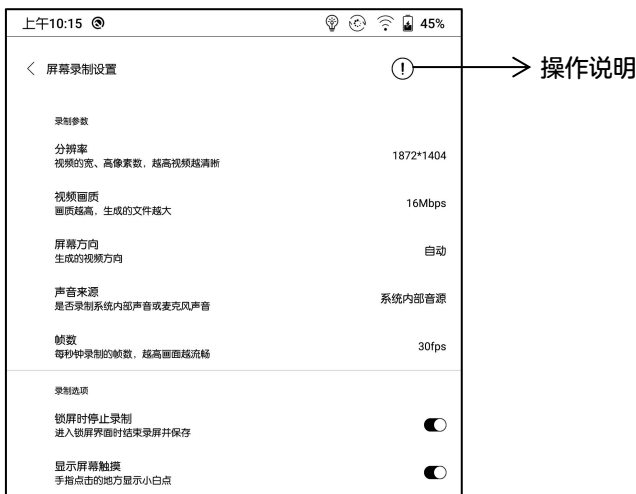 上午10:15 45%
屏幕录制设置
操作说明
录制参数
分辨率
视频的宽、高像素数，越高视频越清晰
1872*1404
视频画质
画质越高，生成的文件越大
16Mbps
屏幕方向
生成的视频方向
自动
声音来源
是否录制系统内部声音或麦克风声音
系统内部音源
帧数
每秒钟录制的帧数，越高画面越流畅
30fps
录制选项
锁屏时停止录制
进入锁屏界面时结束录屏并保存
显示屏幕触摸
手指点击的地方显示小白点